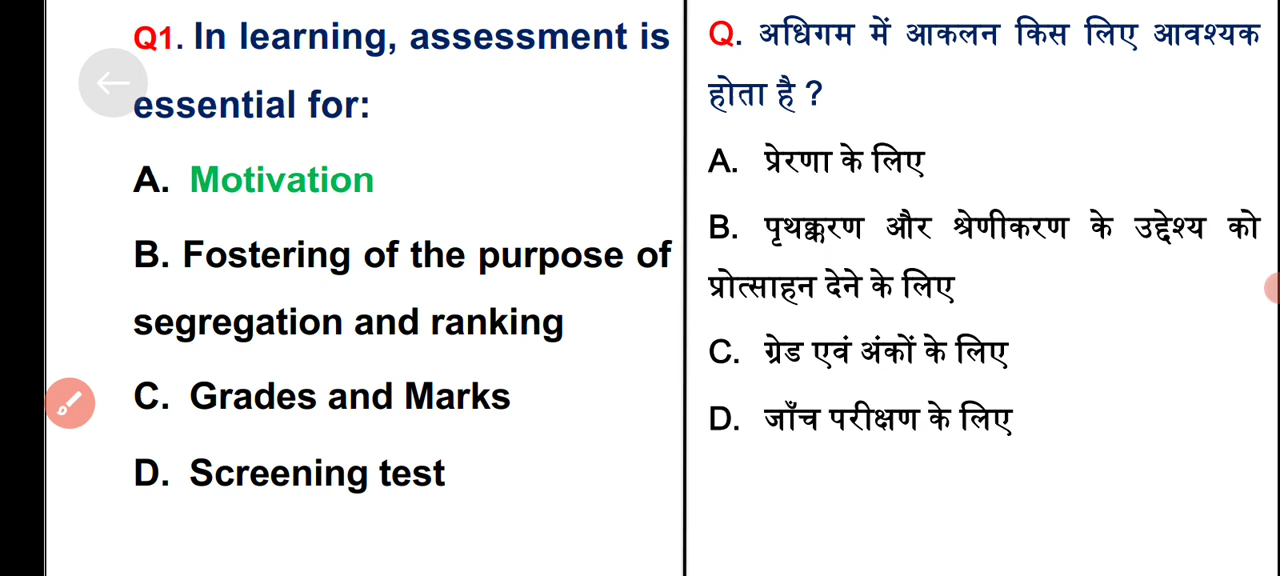 Q1. In learning, assessment is
essential for:
A. Motivation
B. Fostering of the purpose of
segregation and ranking
C. Grades and Marks
D. Screening test
Q. अधिगम में आकलन किस लिए आवश्यक
होता है ?
A. प्रेरणा के लिए
B. पृथक्करण और श्रेणीकरण के उद्देश्य को
प्रोत्साहन देने के लिए
C. ग्रेड एवं अंकों के लिए
D. जाँच परीक्षण के लिए